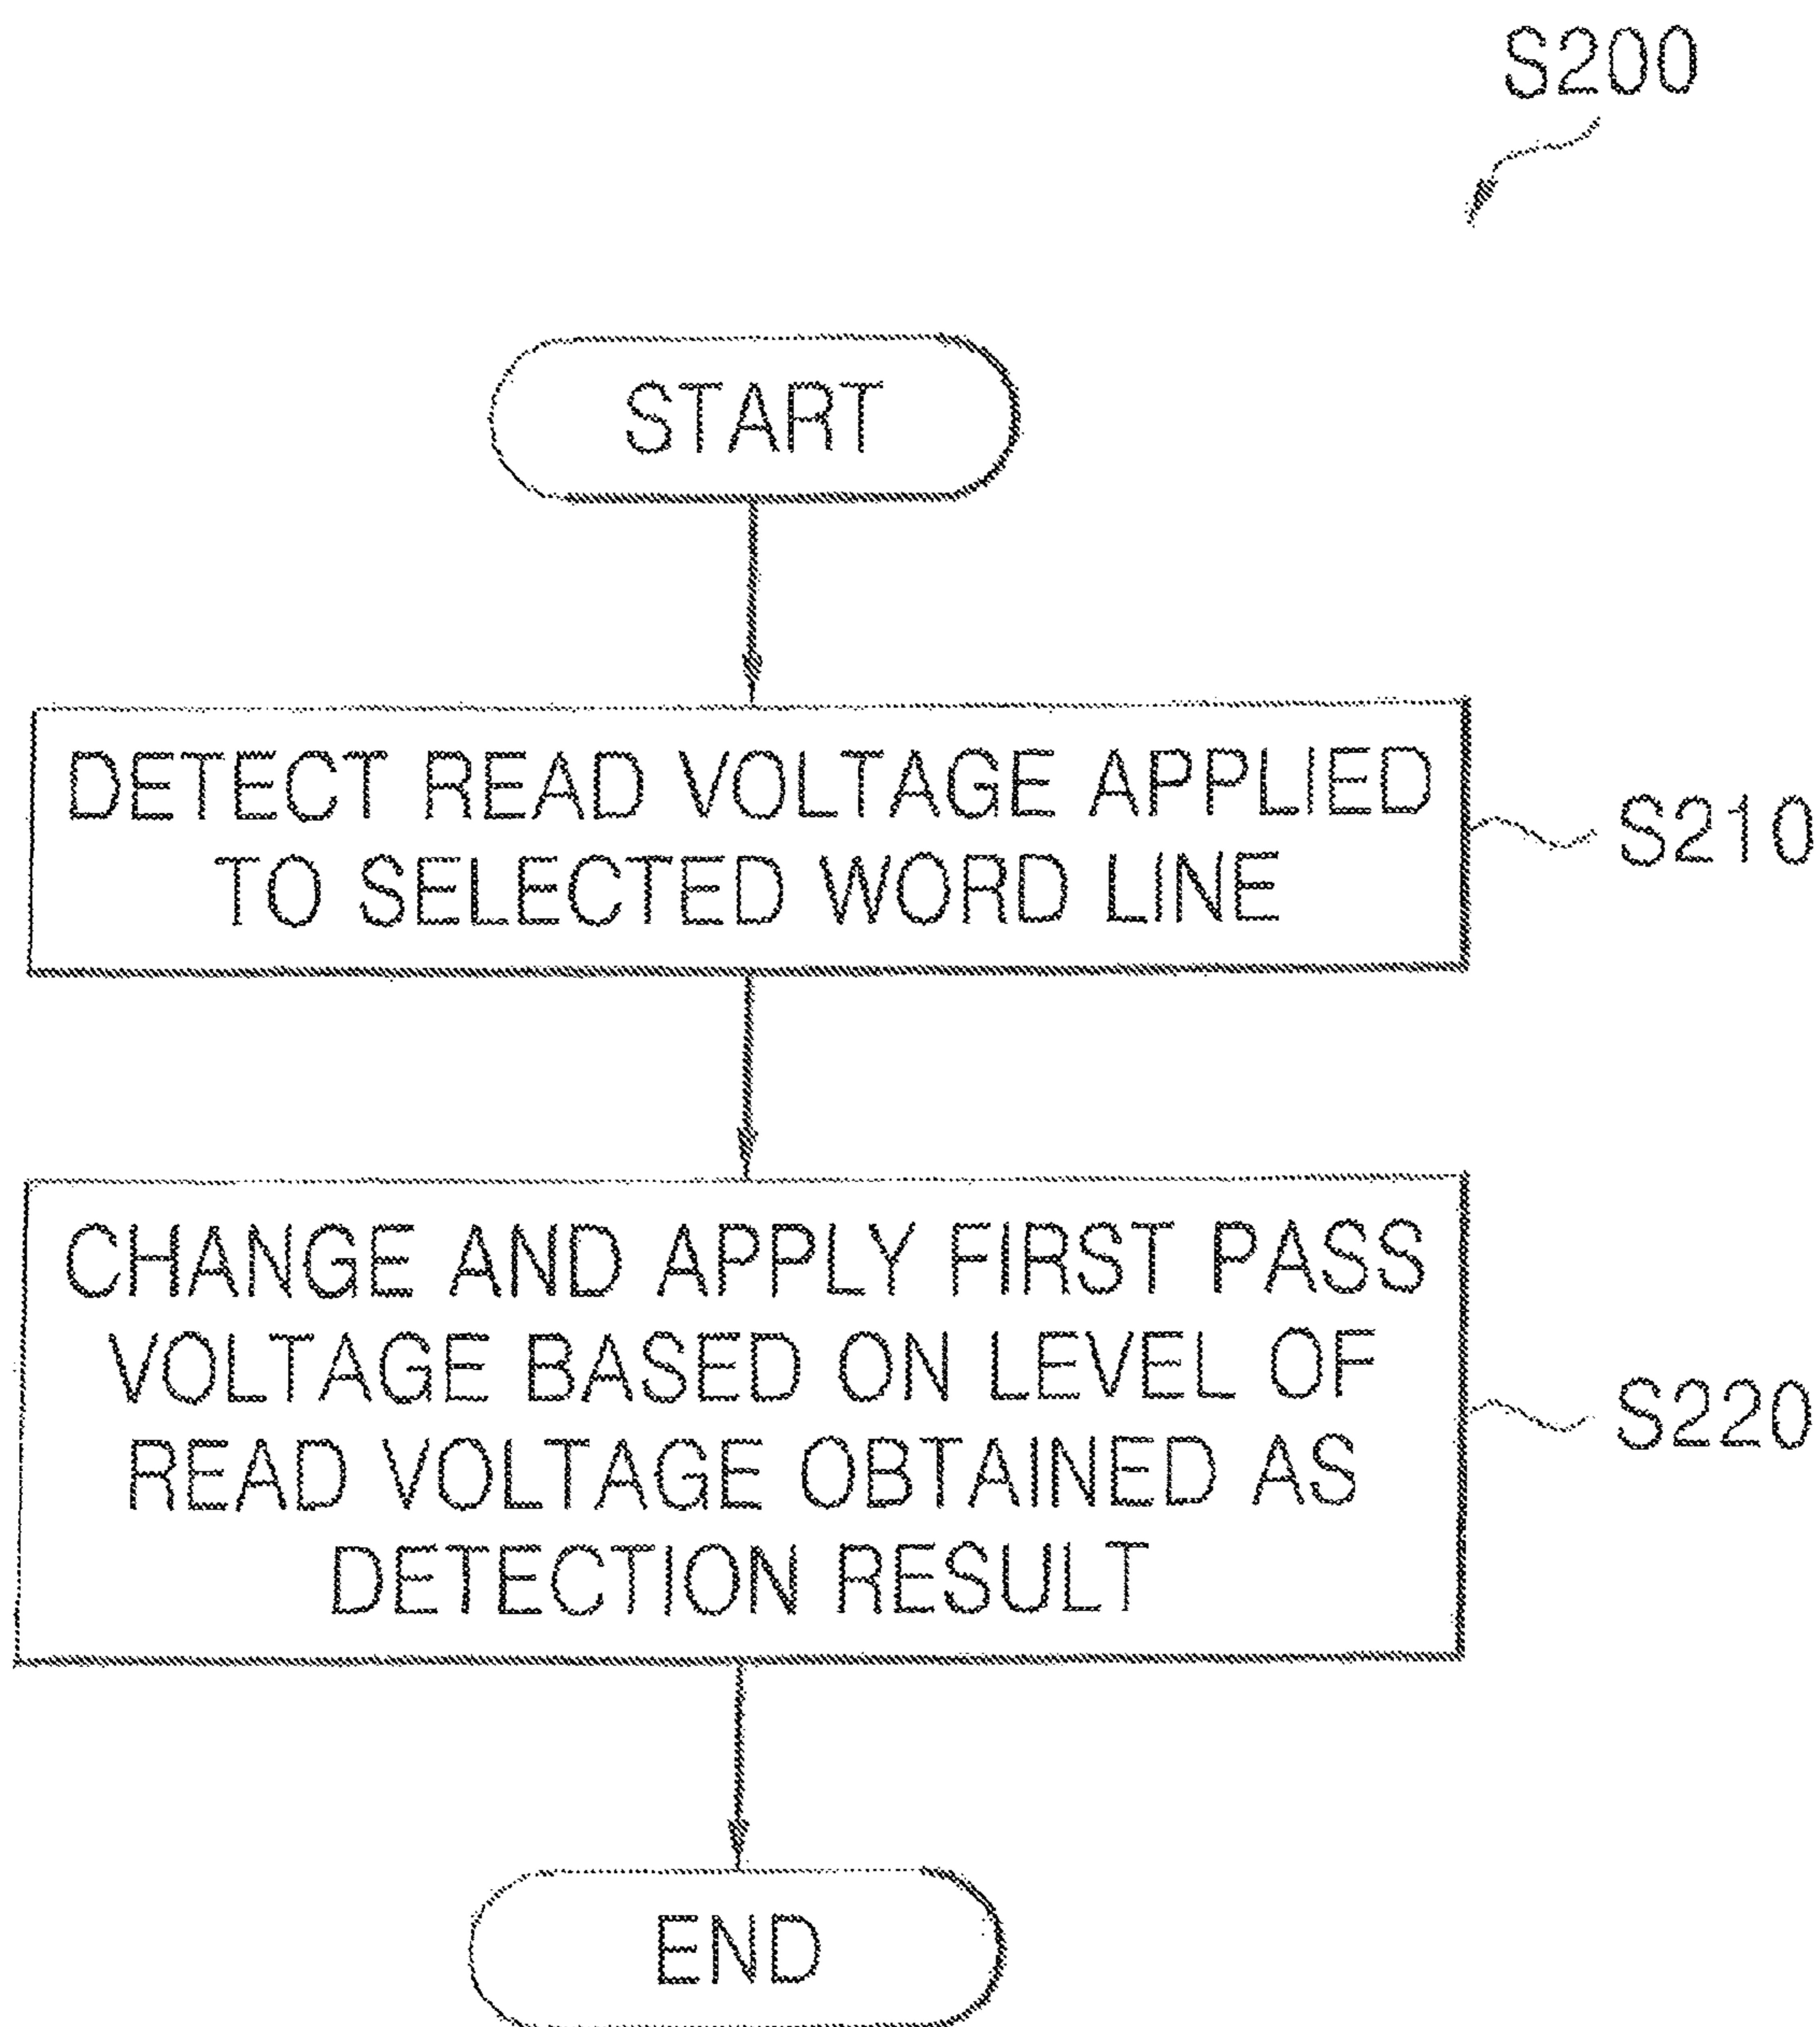 S200
START
DETECT READ VOLTAGE APPLIED
TO SELECTED WORD LINE
S210
CHANGE AND APPLY FIRST PASS
VOLTAGE BASED ON LEVEL OF
READ VOLTAGE OBTAINED AS
DETECTION RESULT
S220
END